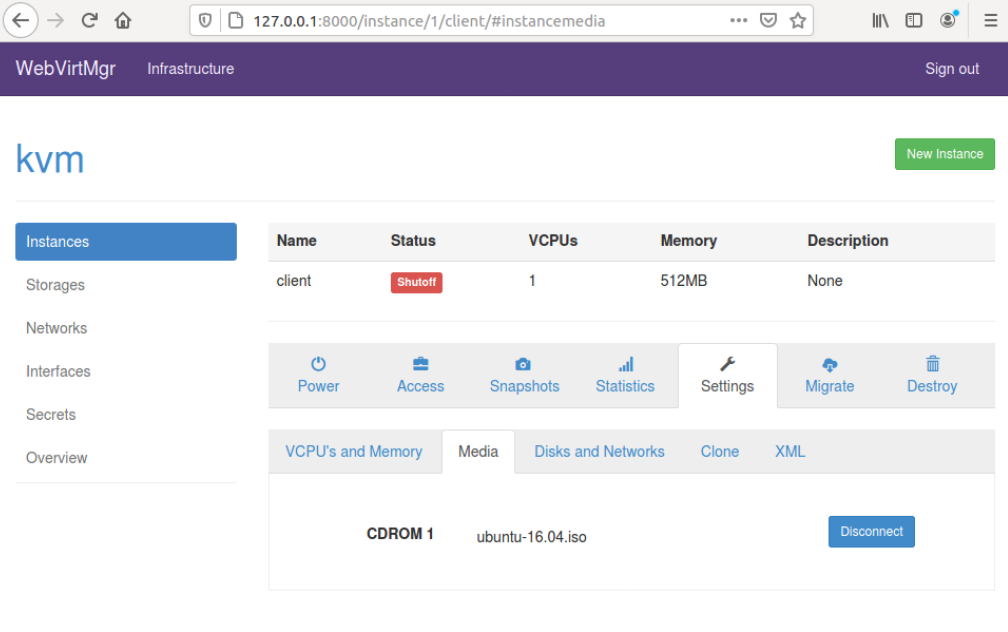 127.0.0.1:8000/instance/1/client/#instancemedia
WebVirtMgr Infrastructure Sign out
kvm New Instance
Instances
Storages
Networks
Interfaces
Secrets
Overview
Name Status VCPUs Memory Description
client Shutoff 1 512MB None
Power Access Snapshots Statistics Settings Migrate Destroy
VCPU's and Memory Media Disks and Networks Clone XML
CDROM 1 ubuntu-16.04.iso Disconnect